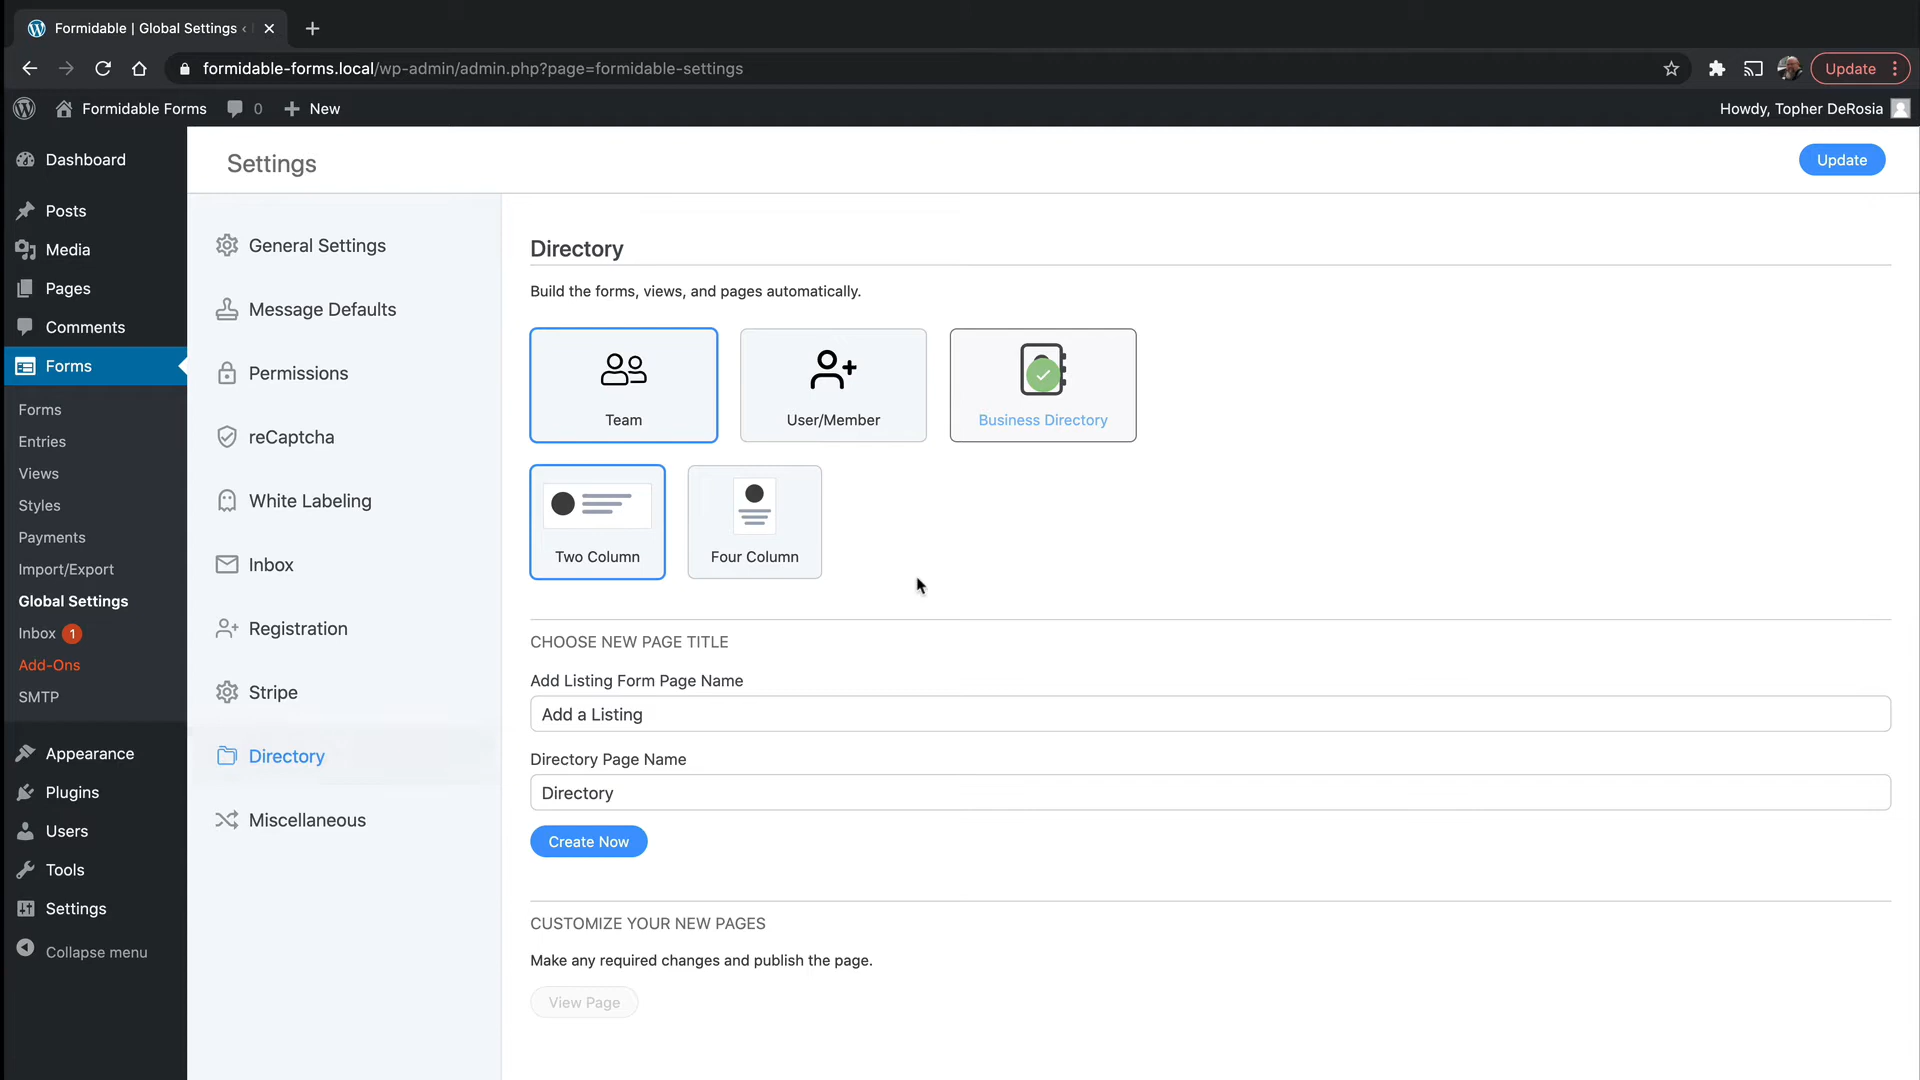 Formidable | Global Settings ‹
formidable-forms.local/wp-admin/admin.php?page=formidable-settings
Update
Formidable Forms
0
New
Howdy, Topher DeRosia
Dashboard
Posts
Media
Pages
Comments
Forms
Forms
Entries
Views
Styles
Payments
Import/Export
Global Settings
Inbox 1
Add-Ons
SMTP
Appearance
Plugins
Users
Tools
Settings
Collapse menu
Settings
Update
General Settings
Message Defaults
Permissions
reCaptcha
White Labeling
Inbox
Registration
Stripe
Directory
Miscellaneous
Directory
Build the forms, views, and pages automatically.
Team
User/Member
Business Directory
Two Column
Four Column
CHOOSE NEW PAGE TITLE
Add Listing Form Page Name
Add a Listing
Directory Page Name
Directory
Create Now
CUSTOMIZE YOUR NEW PAGES
Make any required changes and publish the page.
View Page